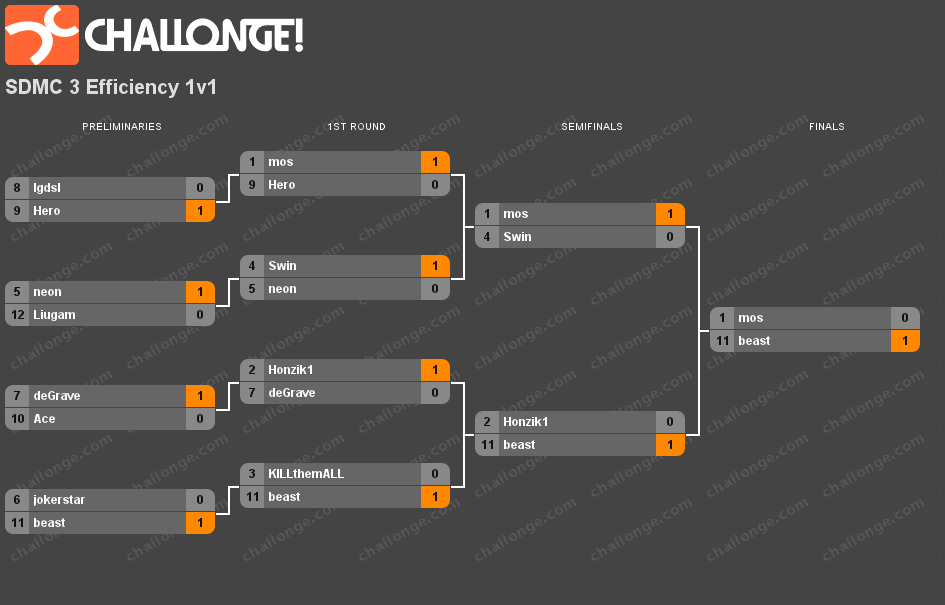 CHALLONGE!
SDMC 3 Efficiency 1v1
PRELIMINARIES
1ST ROUND
SEMIFINALS
FINALS
8 lgdsl 0
9 Hero 1
5 neon 1
12 Liugam 0
7 deGrave 1
10 Ace 0
6 jokerstar 0
11 beast 1
1 mos 1
9 Hero 0
4 Swin 1
5 neon 0
2 Honzik1 1
7 deGrave 0
3 KILLthemALL 0
11 beast 1
1 mos 1
4 Swin 0
2 Honzik1 0
11 beast 1
1 mos 0
11 beast 1
challonge.com